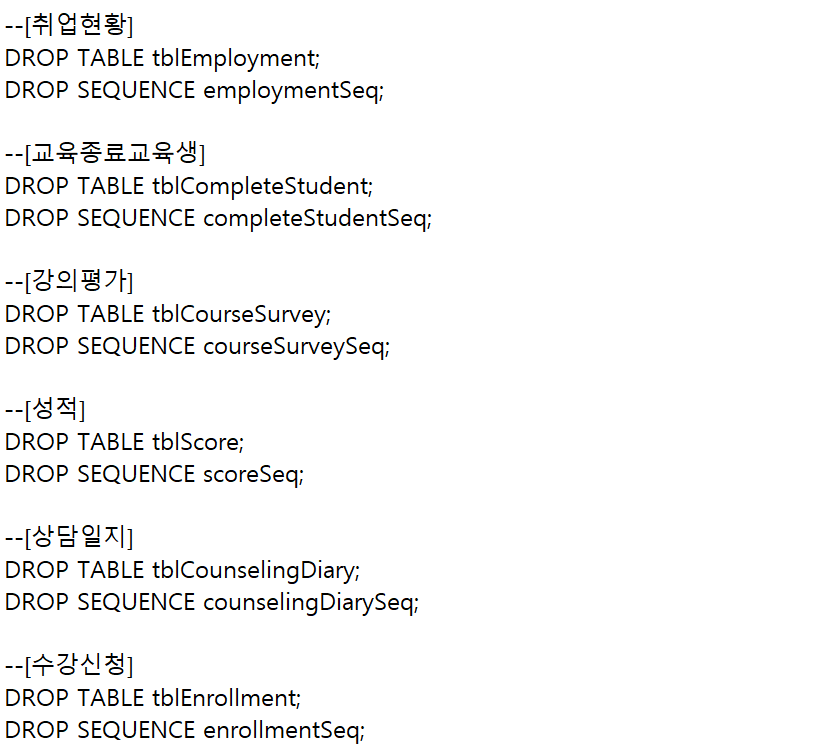 --[취업현황]
DROP TABLE tblEmployment;
DROP SEQUENCE employmentSeq;

--[교육종료교육생]
DROP TABLE tblCompleteStudent;
DROP SEQUENCE completeStudentSeq;

--[강의평가]
DROP TABLE tblCourseSurvey;
DROP SEQUENCE courseSurveySeq;

--[성적]
DROP TABLE tblScore;
DROP SEQUENCE scoreSeq;

--[상담일지]
DROP TABLE tblCounselingDiary;
DROP SEQUENCE counselingDiarySeq;

--[수강신청]
DROP TABLE tblEnrollment;
DROP SEQUENCE enrollmentSeq;